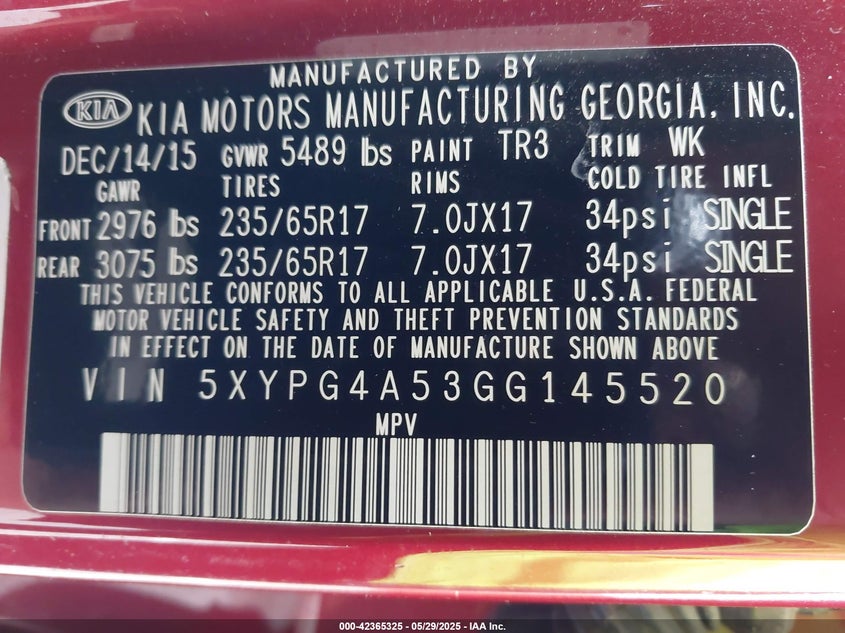 MANUFACTURED BY
KIA KIA MOTORS MANUFACTURING GEORGIA, INC.
DEC/14/15 GVWR 5489 lbs PAINT TR3 TRIM WK
GAWR TIRES RIMS COLD TIRE INFL
FRONT 2976 lbs 235/65R17 7.0JX17 34psi SINGLE
REAR 3075 lbs 235/65R17 7.0JX17 34psi SINGLE
THIS VEHICLE CONFORMS TO ALL APPLICABLE U.S.A. FEDERAL
MOTOR VEHICLE SAFETY AND THEFT PREVENTION STANDARDS
IN EFFECT ON THE DATE OF MANUFACTURE SHOWN ABOVE
VIN 5XYPG4A53GG145520
MPV
000-42365325 - 05/29/2025 - IAA Inc.